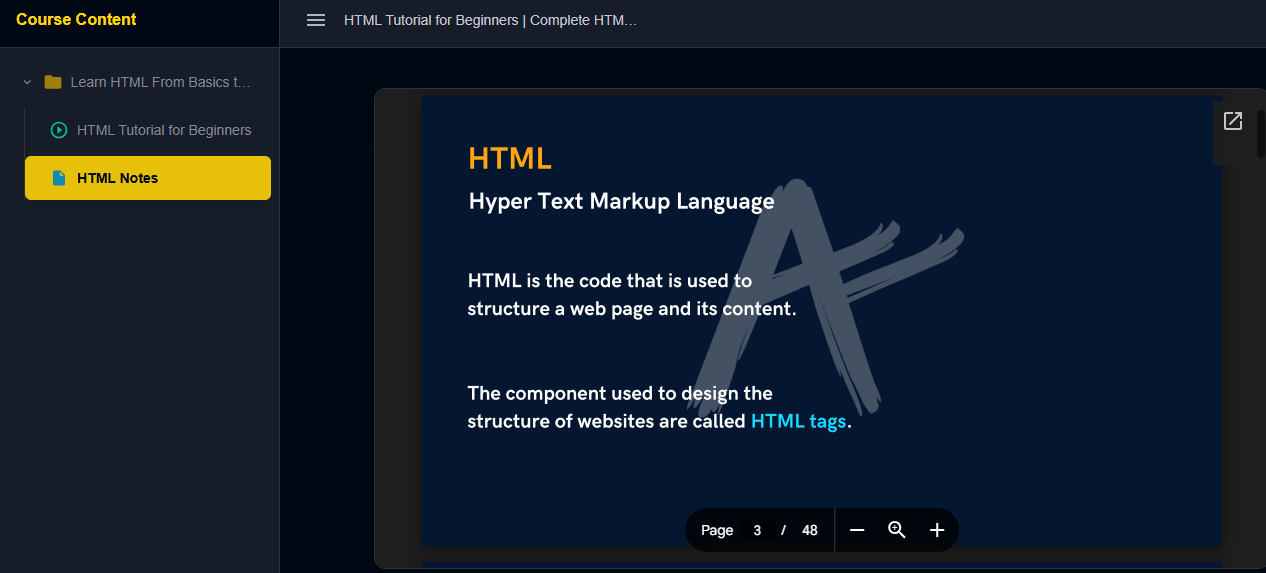 Course Content
HTML Tutorial for Beginners | Complete HTM...
Learn HTML From Basics t...
HTML Tutorial for Beginners
HTML Notes
HTML
Hyper Text Markup Language
HTML is the code that is used to
structure a web page and its content.
The component used to design the
structure of websites are called HTML tags.
Page 3 / 48